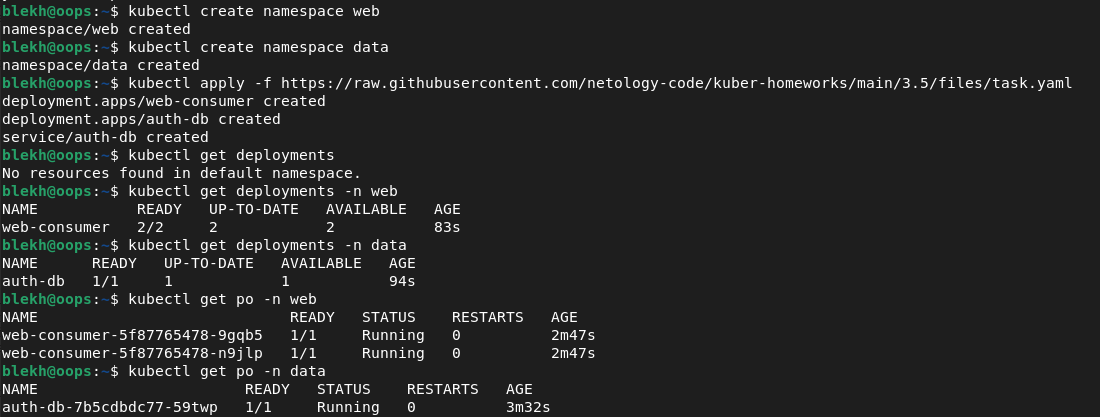 blekh@oops:~$ kubectl create namespace web
namespace/web created
blekh@oops:~$ kubectl create namespace data
namespace/data created
blekh@oops:~$ kubectl apply -f https://raw.githubusercontent.com/netology-code/kuber-homeworks/main/3.5/files/task.yaml
deployment.apps/web-consumer created
deployment.apps/auth-db created
service/auth-db created
blekh@oops:~$ kubectl get deployments
No resources found in default namespace.
blekh@oops:~$ kubectl get deployments -n web
NAME           READY   UP-TO-DATE   AVAILABLE   AGE
web-consumer   2/2     2            2           83s
blekh@oops:~$ kubectl get deployments -n data
NAME      READY   UP-TO-DATE   AVAILABLE   AGE
auth-db   1/1     1            1           94s
blekh@oops:~$ kubectl get po -n web
NAME                            READY   STATUS    RESTARTS   AGE
web-consumer-5f87765478-9gqb5   1/1     Running   0          2m47s
web-consumer-5f87765478-n9jlp   1/1     Running   0          2m47s
blekh@oops:~$ kubectl get po -n data
NAME                       READY   STATUS    RESTARTS   AGE
auth-db-7b5cdbdc77-59twp   1/1     Running   0          3m32s